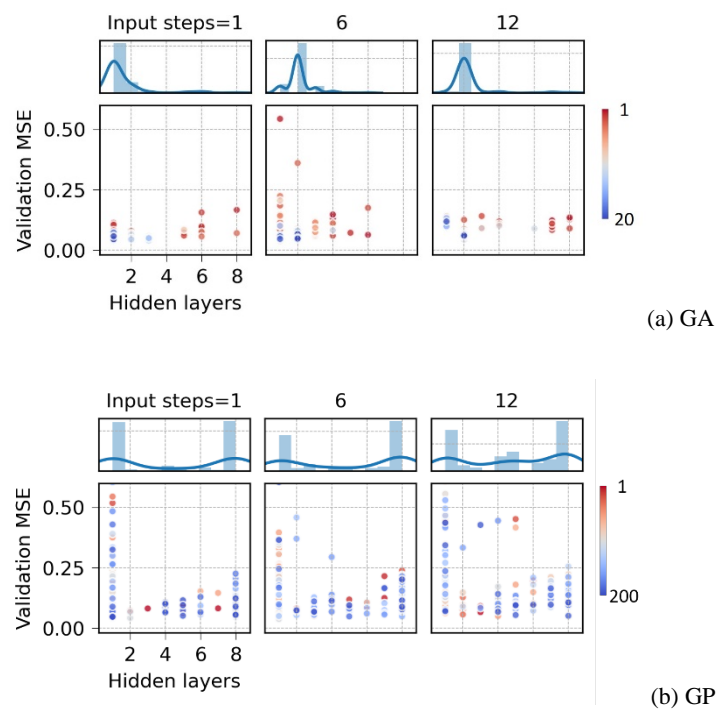 Input steps=1 6 12
Validation MSE
0.50
0.25
0.00
2 4 6 8
Hidden layers
1
20
(a) GA
Input steps=1 6 12
Validation MSE
0.50
0.25
0.00
2 4 6 8
Hidden layers
1
200
(b) GP